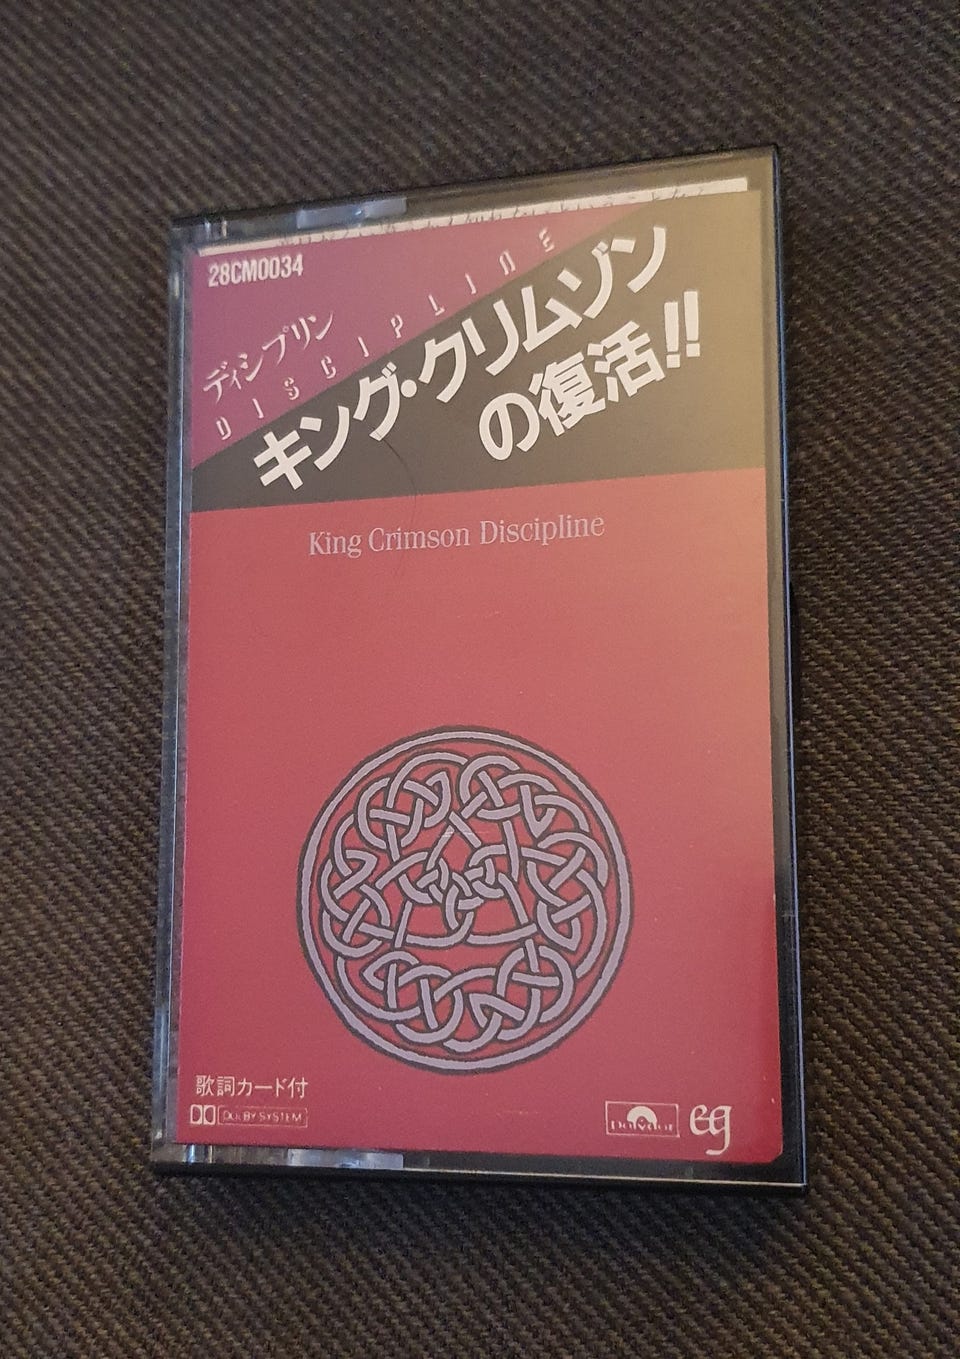 28CM0034
ディシプリン
DISCIPLINE
キング・クリムゾン
の復活!!
King Crimson Discipline
歌詞カード付
DOLBY SYSTEM
polydor
eg